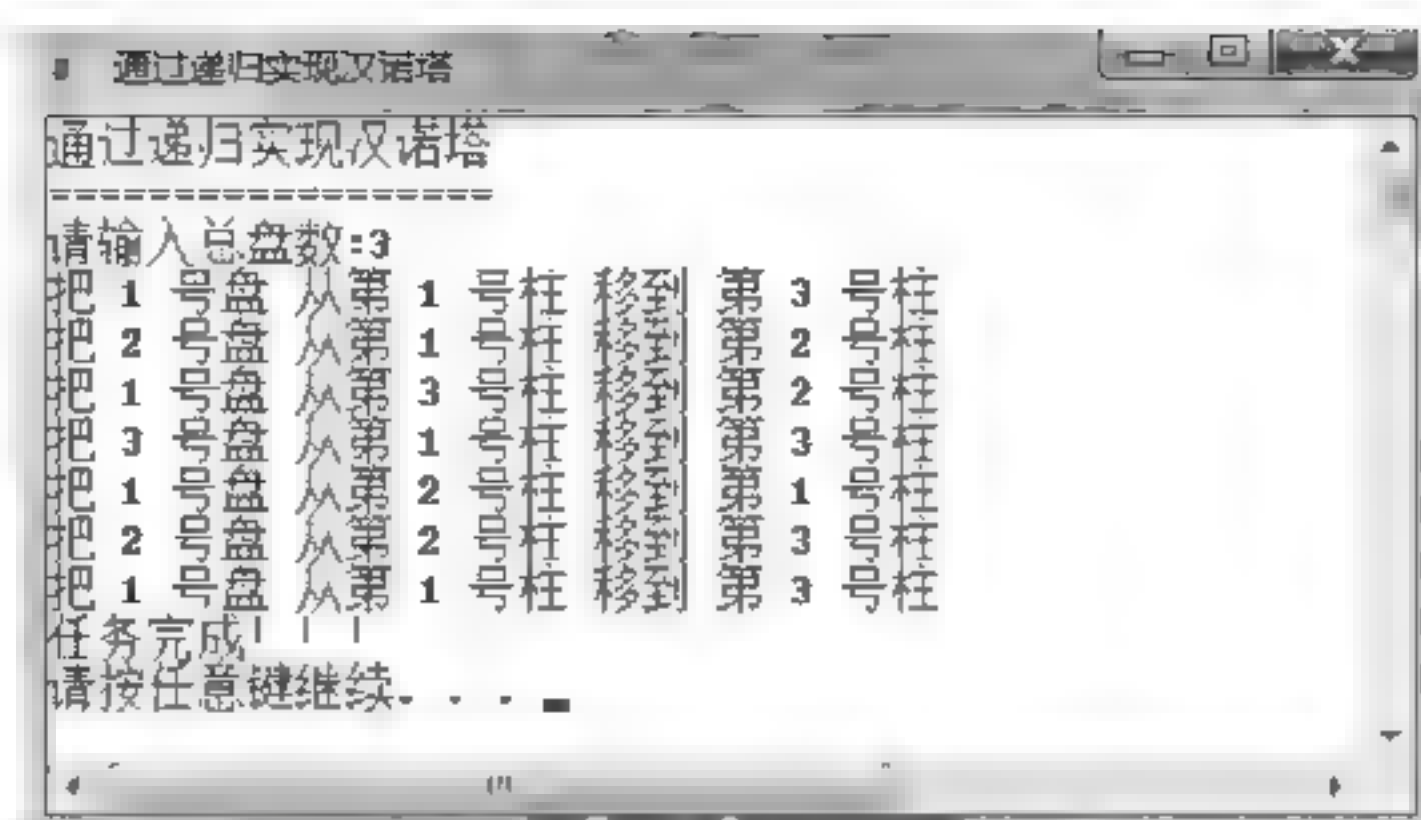 通过递归实现汉诺塔
通过递归实现汉诺塔
==================
请输入总盘数:3
把 1 号盘 从第 1 号柱 移到 第 3 号柱
把 2 号盘 从第 1 号柱 移到 第 2 号柱
把 1 号盘 从第 3 号柱 移到 第 2 号柱
把 3 号盘 从第 1 号柱 移到 第 3 号柱
把 1 号盘 从第 2 号柱 移到 第 1 号柱
把 2 号盘 从第 2 号柱 移到 第 3 号柱
把 1 号盘 从第 1 号柱 移到 第 3 号柱
任务完成！！！
请按任意键继续. . .